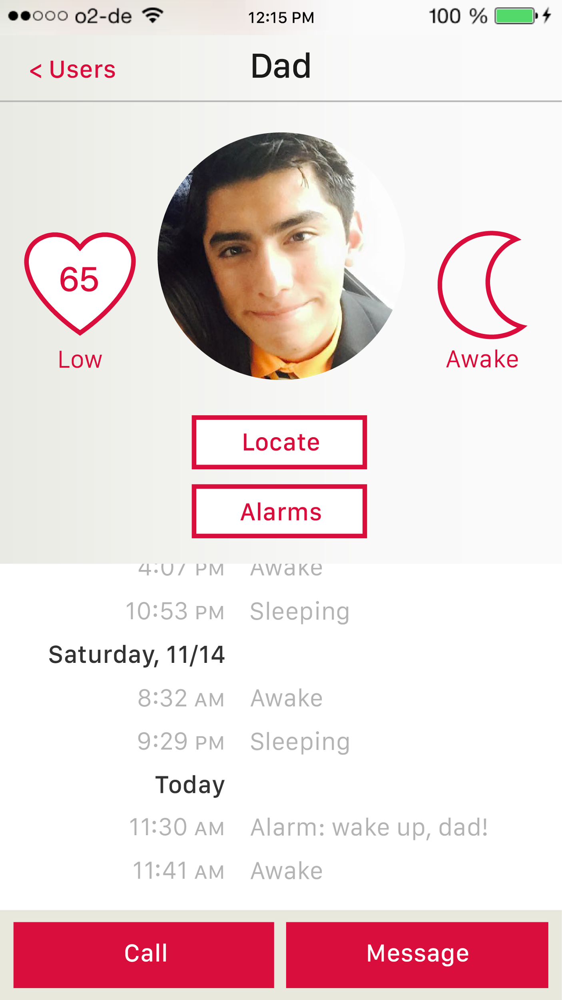 o2-de 12:15 PM 100 %
< Users Dad
65
Low Awake
Locate
Alarms
4:07 PM Awake
10:53 PM Sleeping
Saturday, 11/14
8:32 AM Awake
9:29 PM Sleeping
Today
11:30 AM Alarm: wake up, dad!
11:41 AM Awake
Call Message